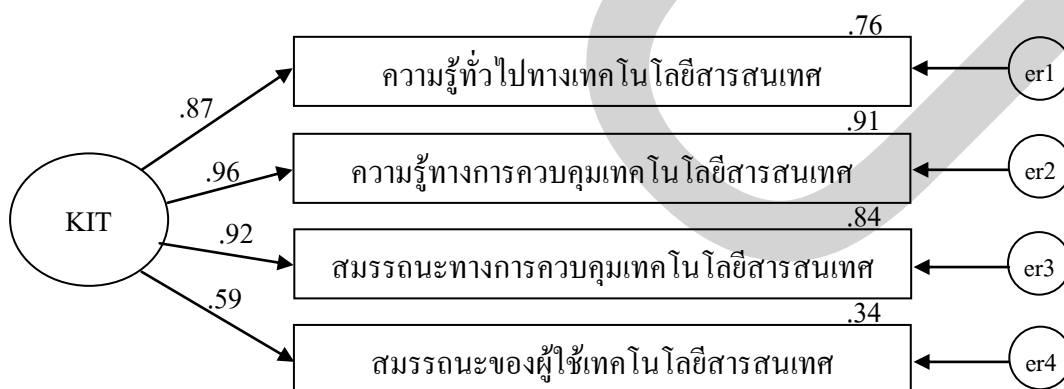 .76
ความรู้ทั่วไปทางเทคโนโลยีสารสนเทศ
er1
.87
.91
ความรู้ทางการควบคุมเทคโนโลยีสารสนเทศ
er2
.96
KIT
.84
.92
สมรรถนะทางการควบคุมเทคโนโลยีสารสนเทศ
er3
.59
.34
สมรรถนะของผู้ใช้เทคโนโลยีสารสนเทศ
er4